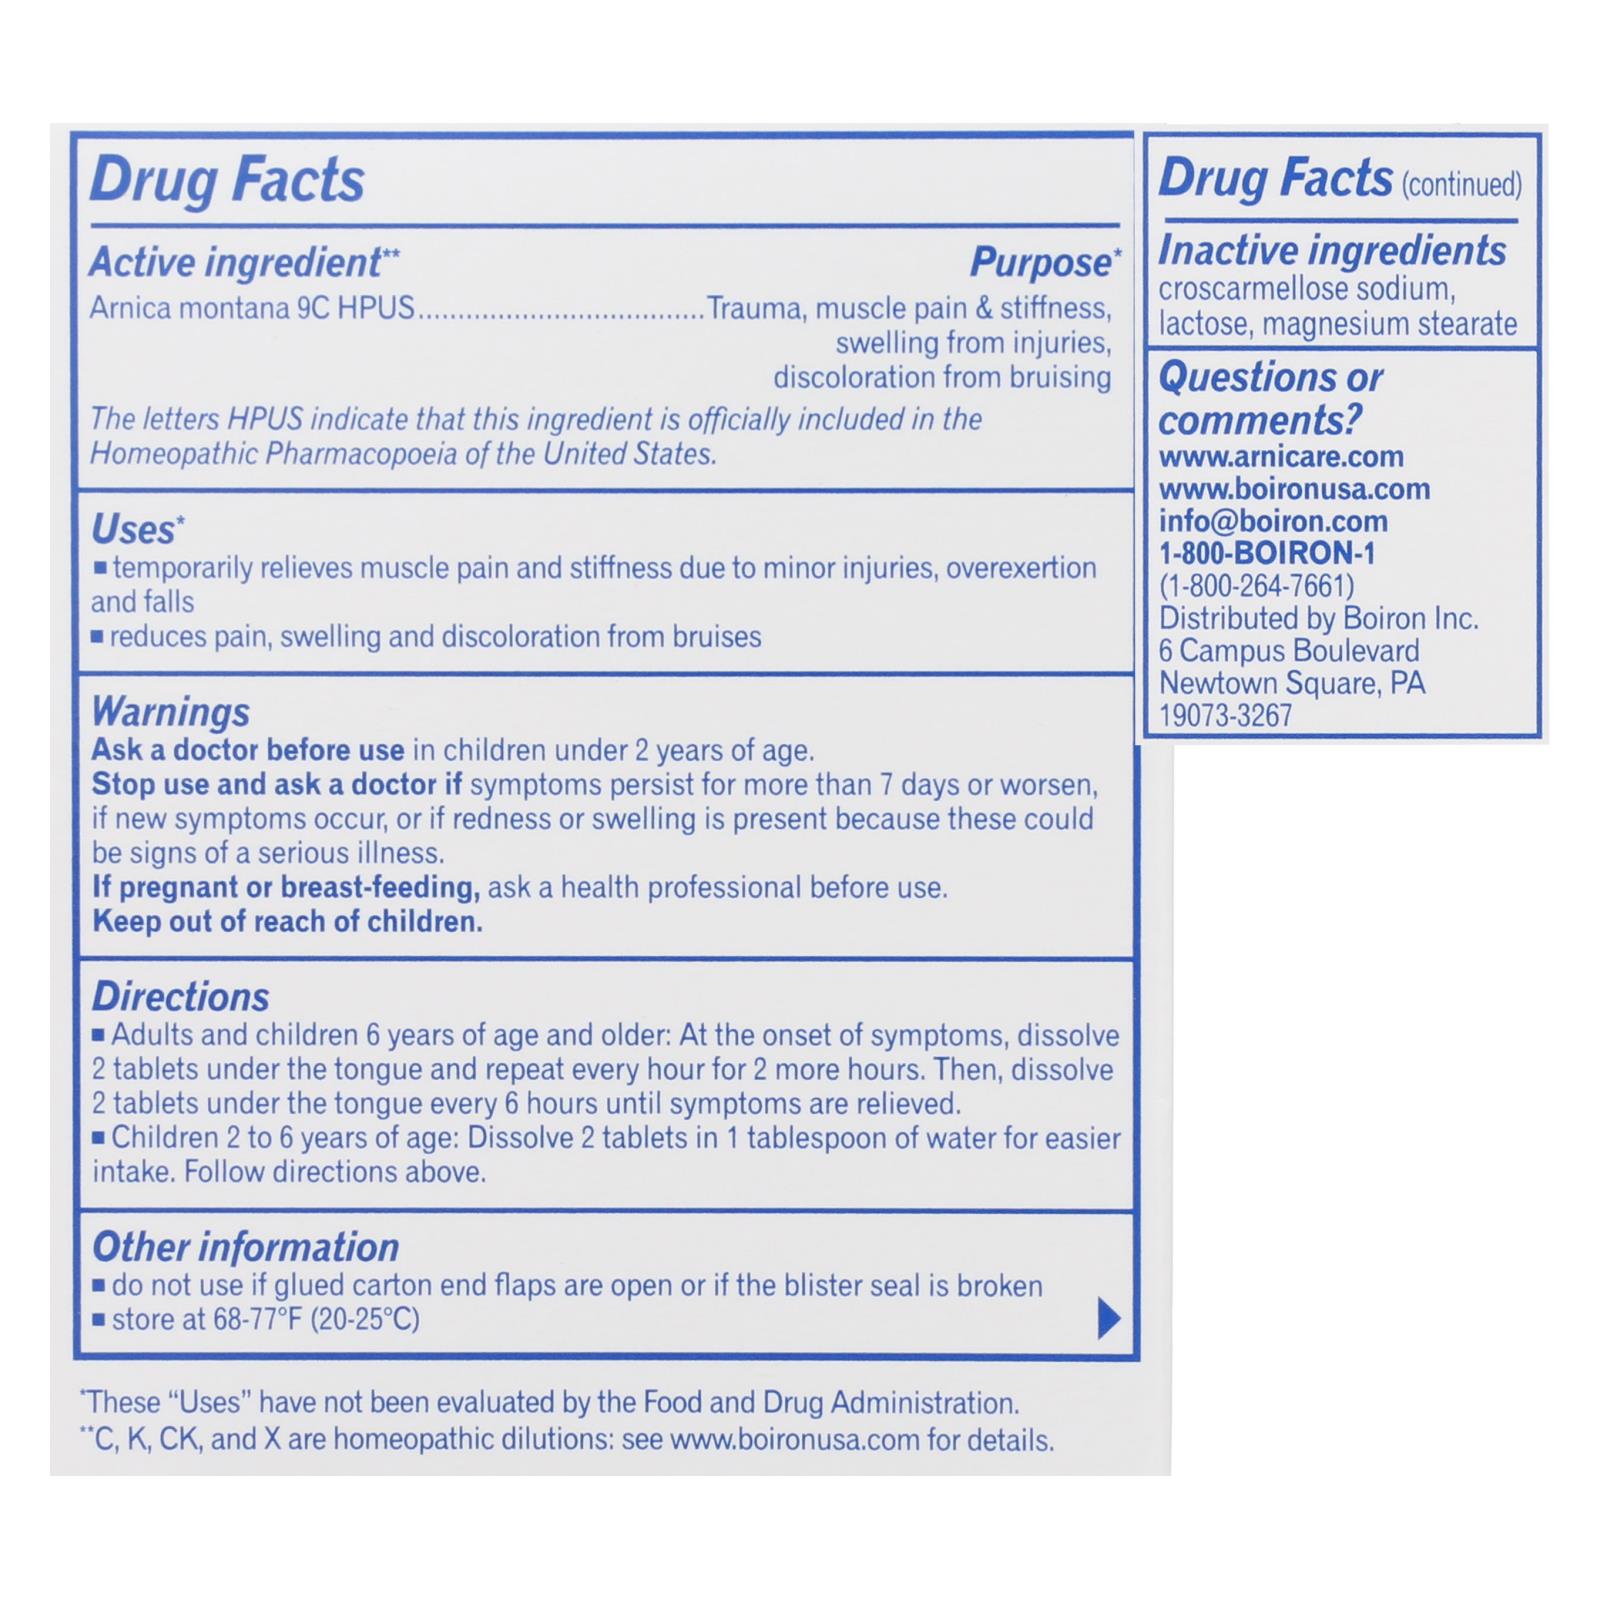 Drug Facts
Active ingredient** Purpose*
Arnica montana 9C HPUS...................................Trauma, muscle pain & stiffness,
swelling from injuries,
discoloration from bruising
The letters HPUS indicate that this ingredient is officially included in the
Homeopathic Pharmacopoeia of the United States.
Uses*
■ temporarily relieves muscle pain and stiffness due to minor injuries, overexertion
and falls
■ reduces pain, swelling and discoloration from bruises
Warnings
Ask a doctor before use in children under 2 years of age.
Stop use and ask a doctor if symptoms persist for more than 7 days or worsen,
if new symptoms occur, or if redness or swelling is present because these could
be signs of a serious illness.
If pregnant or breast-feeding, ask a health professional before use.
Keep out of reach of children.
Directions
■ Adults and children 6 years of age and older: At the onset of symptoms, dissolve
2 tablets under the tongue and repeat every hour for 2 more hours. Then, dissolve
2 tablets under the tongue every 6 hours until symptoms are relieved.
■ Children 2 to 6 years of age: Dissolve 2 tablets in 1 tablespoon of water for easier
intake. Follow directions above.
Other information
■ do not use if glued carton end flaps are open or if the blister seal is broken
■ store at 68-77°F (20-25°C)
*These “Uses” have not been evaluated by the Food and Drug Administration.
**C, K, CK, and X are homeopathic dilutions: see www.boironusa.com for details.
Drug Facts (continued)
Inactive ingredients
croscarmellose sodium,
lactose, magnesium stearate
Questions or
comments?
www.arnicare.com
www.boironusa.com
info@boiron.com
1-800-BOIRON-1
(1-800-264-7661)
Distributed by Boiron Inc.
6 Campus Boulevard
Newtown Square, PA
19073-3267